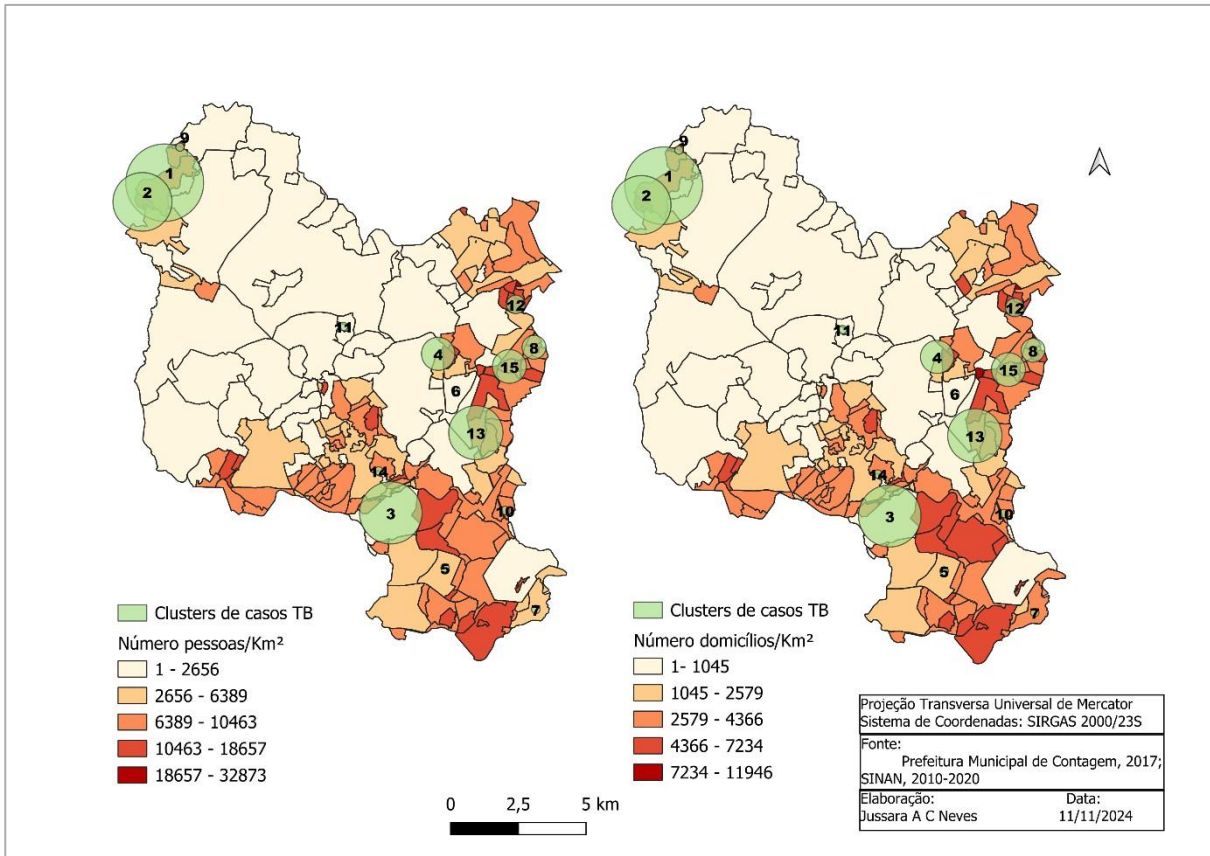 9
1
2
12
11
4
8
15
6
13
14
3
10
5
7
Clusters de casos TB
Número pessoas/Km²
1 - 2656
2656 - 6389
6389 - 10463
10463 - 18657
18657 - 32873
9
1
2
12
11
4
8
15
6
13
14
3
10
5
7
Clusters de casos TB
Número domicílios/Km²
1- 1045
1045 - 2579
2579 - 4366
4366 - 7234
7234 - 11946
0 2,5 5 km
Projeção Transversa Universal de Mercator
Sistema de Coordenadas: SIRGAS 2000/23S
Fonte:
Prefeitura Municipal de Contagem, 2017;
SINAN, 2010-2020
Elaboração: Data:
Jussara A C Neves 11/11/2024